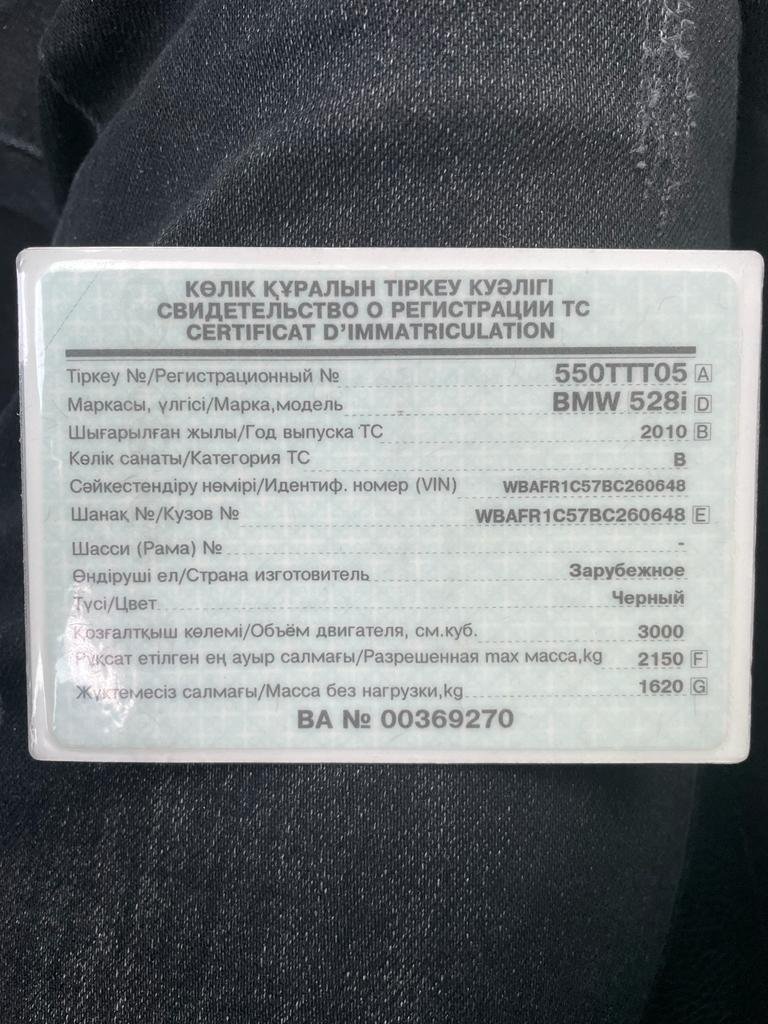 КӨЛІК ҚҰРАЛЫН ТІРКЕУ КУӘЛІГІ
СВИДЕТЕЛЬСТВО О РЕГИСТРАЦИИ ТС
CERTIFICAT D'IMMATRICULATION
Тіркеу №/Регистрационный № 550TTT05 A
Маркасы, үлгісі/Марка,модель BMW 528i D
Шығарылған жылы/Год выпуска ТС 2010 B
Көлік санаты/Категория ТС B
Сәйкестендіру нөмірі/Идентиф. номер (VIN) WBAFR1C57BC260648
Шанақ №/Кузов № WBAFR1C57BC260648 E
Шасси (Рама) № -
Өндіруші ел/Страна изготовитель Зарубежное
Түсі/Цвет Черный
Қозғалтқыш көлемі/Объём двигателя, см.куб. 3000
Рұқсат етілген ең ауыр салмағы/Разрешенная max масса,kg 2150 F
Жүктемесіз салмағы/Масса без нагрузки,kg 1620 G
BA № 00369270